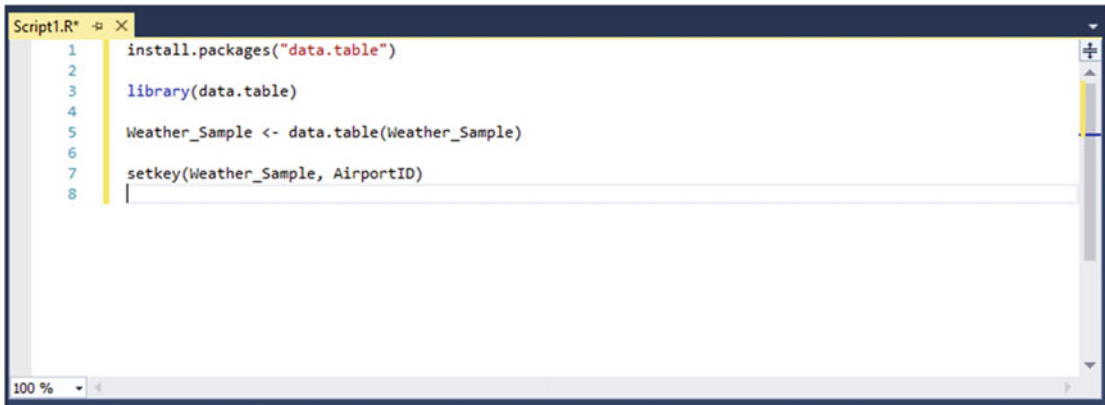 Script1.R*
1 install.packages("data.table")
2
3 library(data.table)
4
5 Weather_Sample <- data.table(Weather_Sample)
6
7 setkey(Weather_Sample, AirportID)
8
100 %